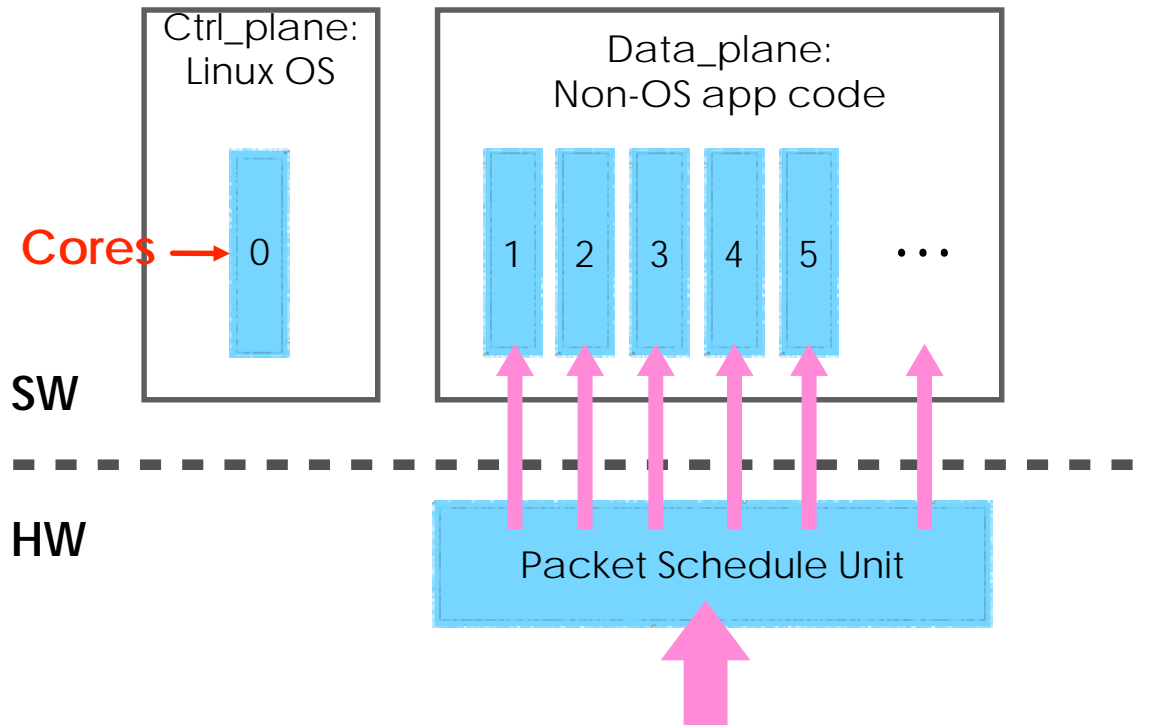 Ctrl_plane:
Linux OS
Data_plane:
Non-OS app code
Cores
0
1
2
3
4
5
...
SW
HW
Packet Schedule Unit